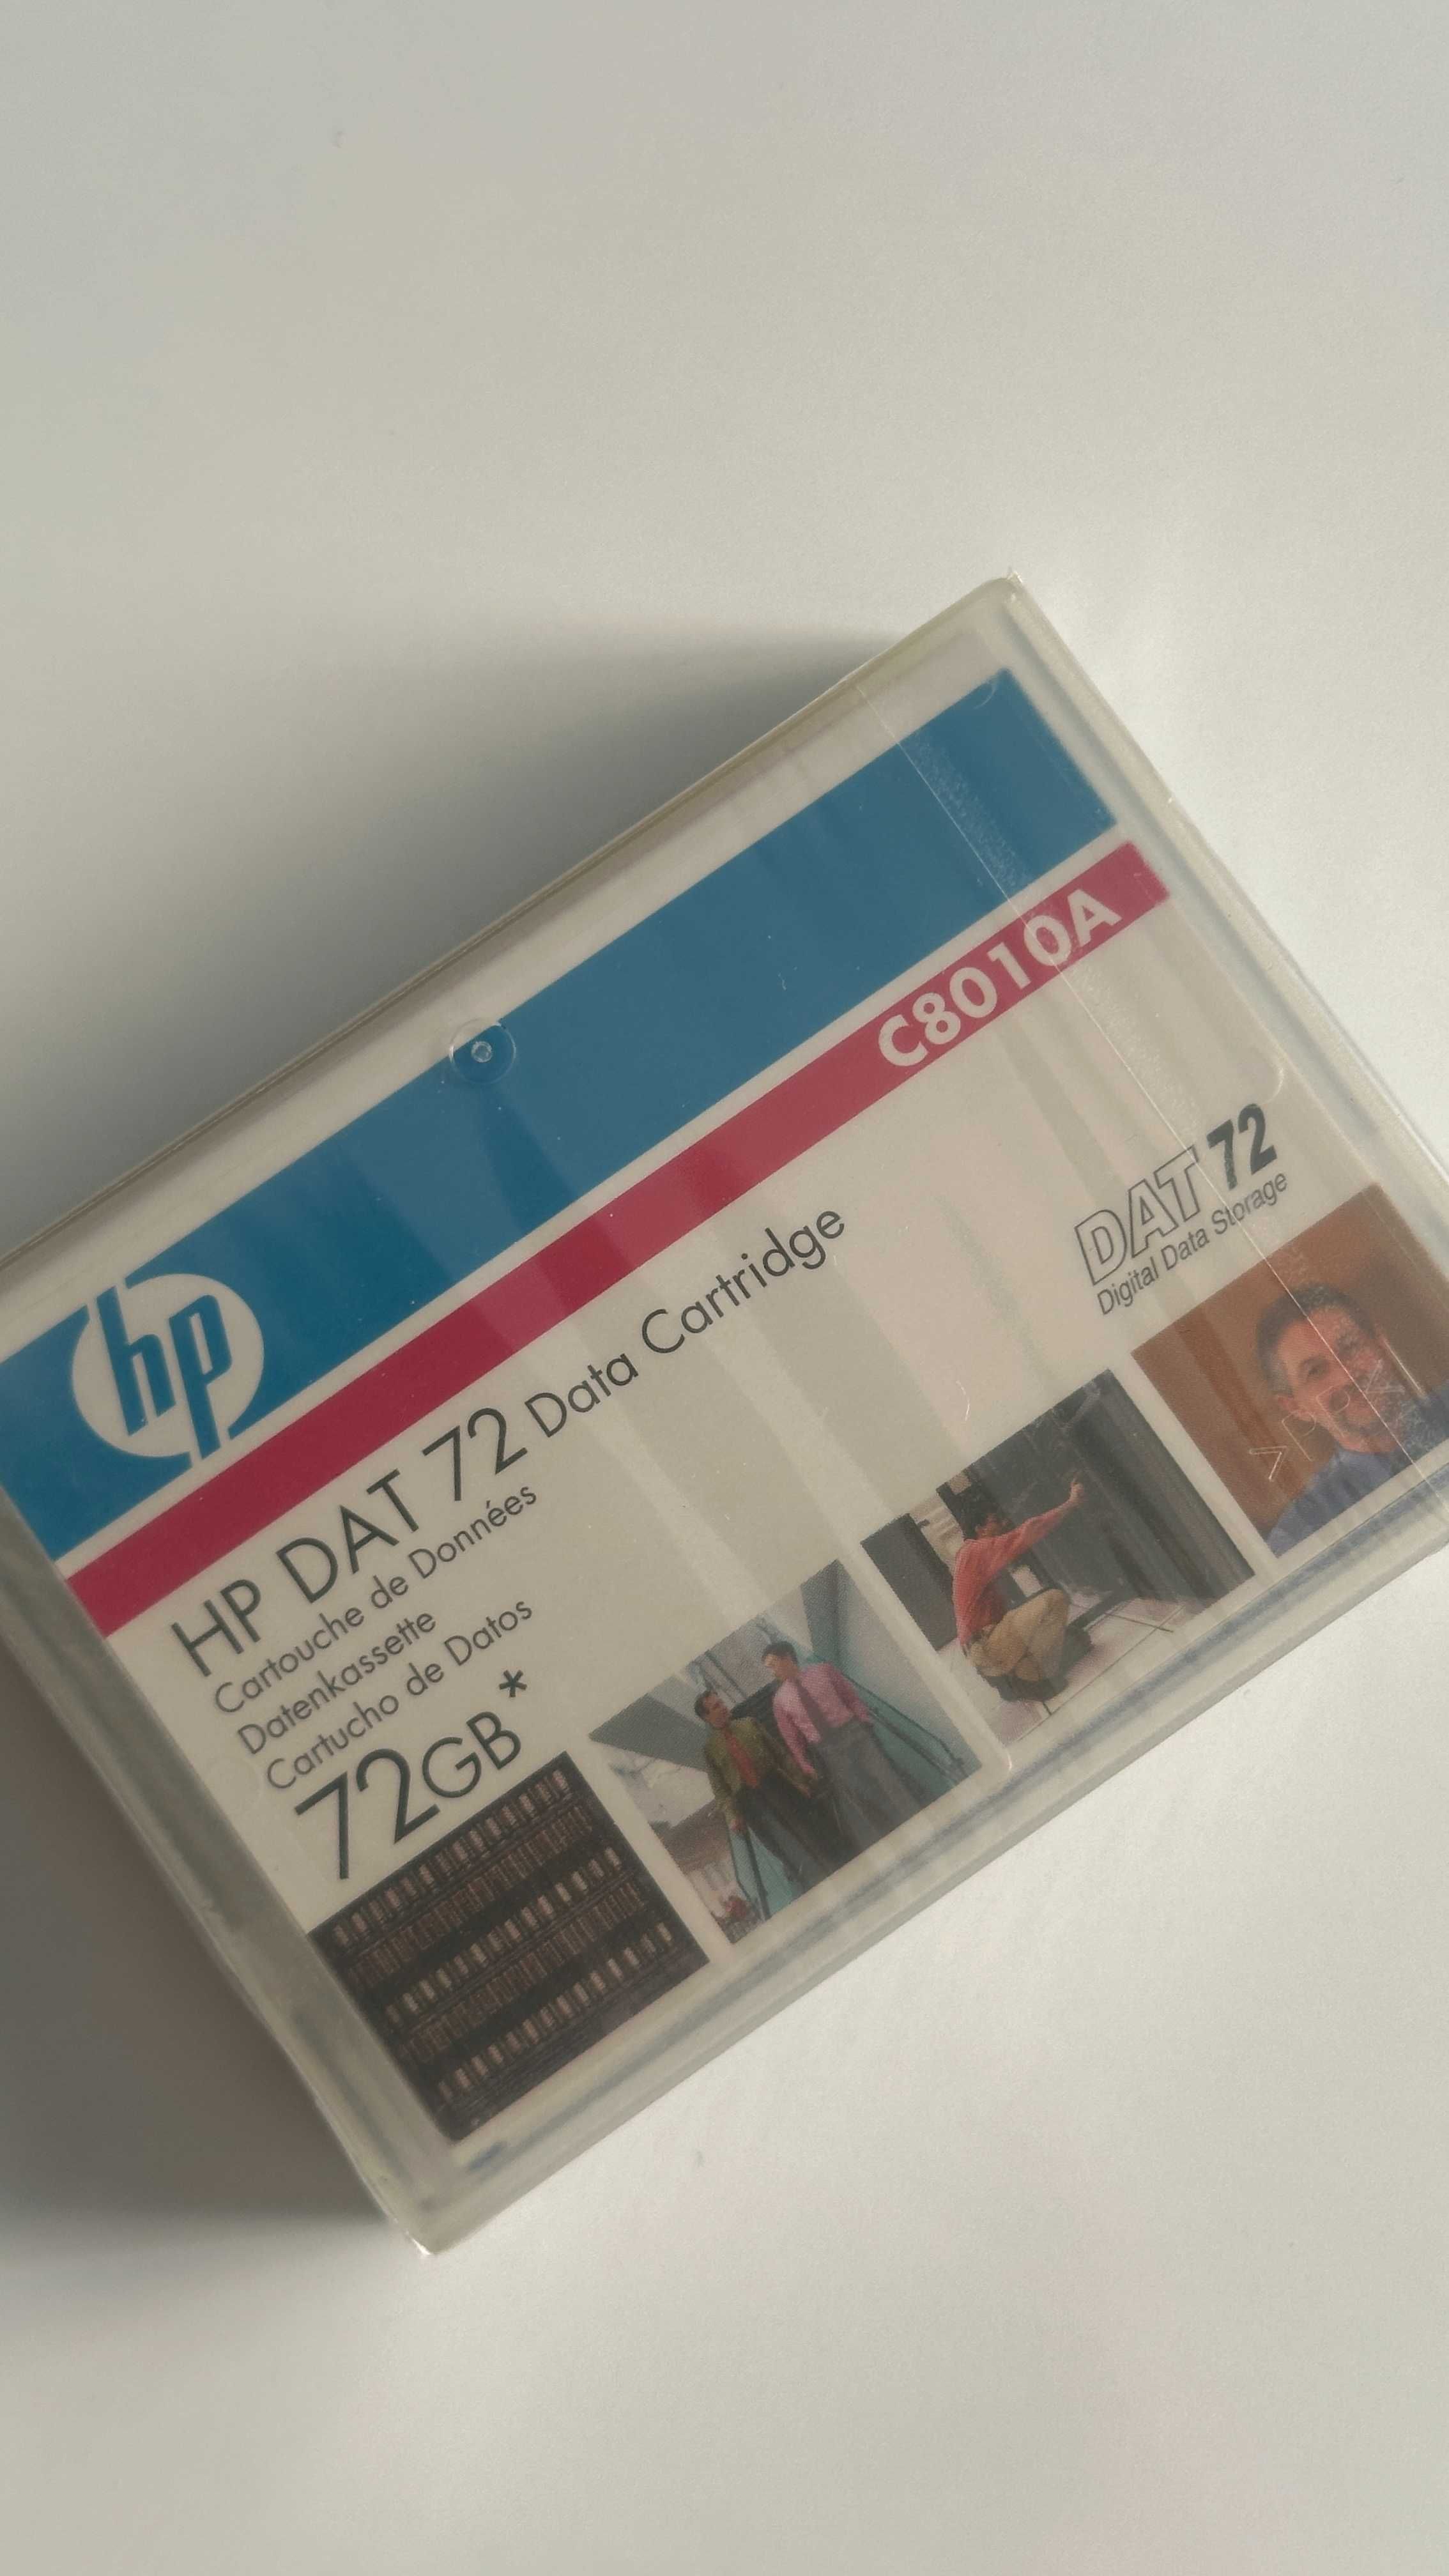 C8010A
hp
HP DAT 72 Data Cartridge
Cartouche de Données
Datenkassette
Cartucho de Datos
72GB*
DAT 72
Digital Data Storage